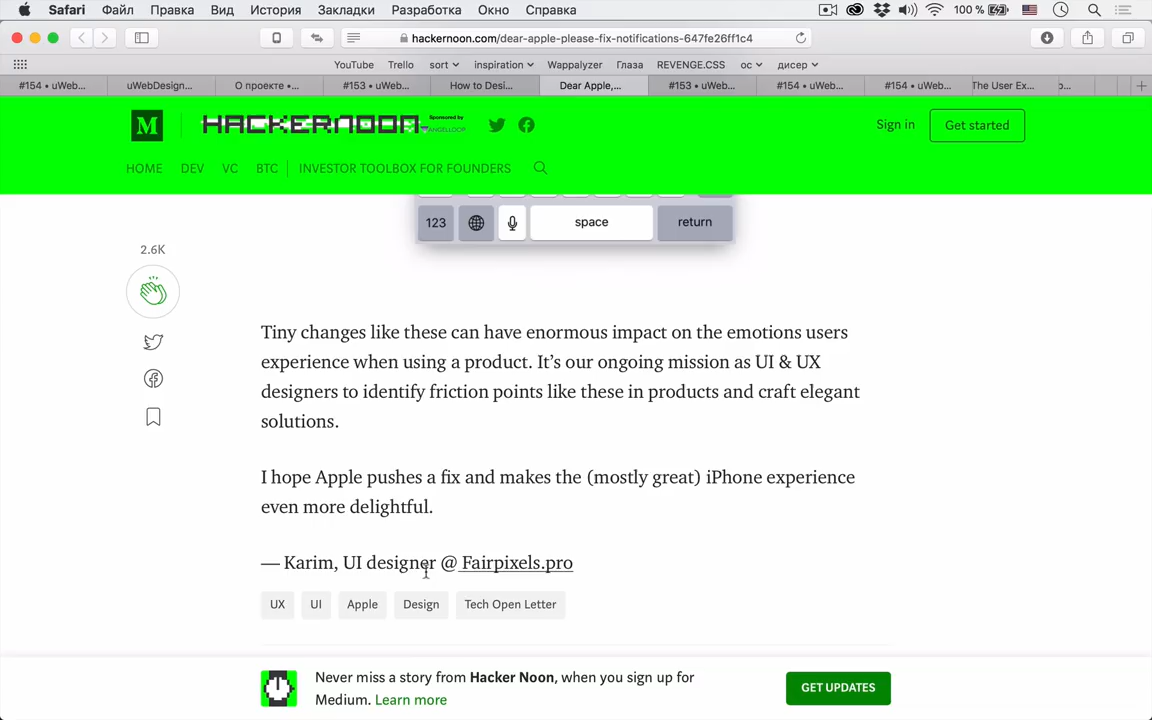 Safari Файл Правка Вид История Закладки Разработка Окно Справка 100 %
hackernoon.com/dear-apple-please-fix-notifications-647fe26ff1c4
YouTube Trello sort inspiration Wappalyzer Глаза REVENGE.CSS ос дисер
#154 • uWeb... uWebDesign... О проекте •... #153 • uWeb... How to Desi... Dear Apple,... #153 • uWeb... #154 • uWeb... #154 • uWeb... The User Ex...
M HACKERNOON Sponsored by ANGELLOOP Sign in Get started
HOME DEV VC BTC INVESTOR TOOLBOX FOR FOUNDERS
123 space return
2.6K
Tiny changes like these can have enormous impact on the emotions users
experience when using a product. It’s our ongoing mission as UI & UX
designers to identify friction points like these in products and craft elegant
solutions.
I hope Apple pushes a fix and makes the (mostly great) iPhone experience
even more delightful.
— Karim, UI designer @ Fairpixels.pro
UX UI Apple Design Tech Open Letter
Never miss a story from Hacker Noon, when you sign up for
Medium. Learn more
GET UPDATES